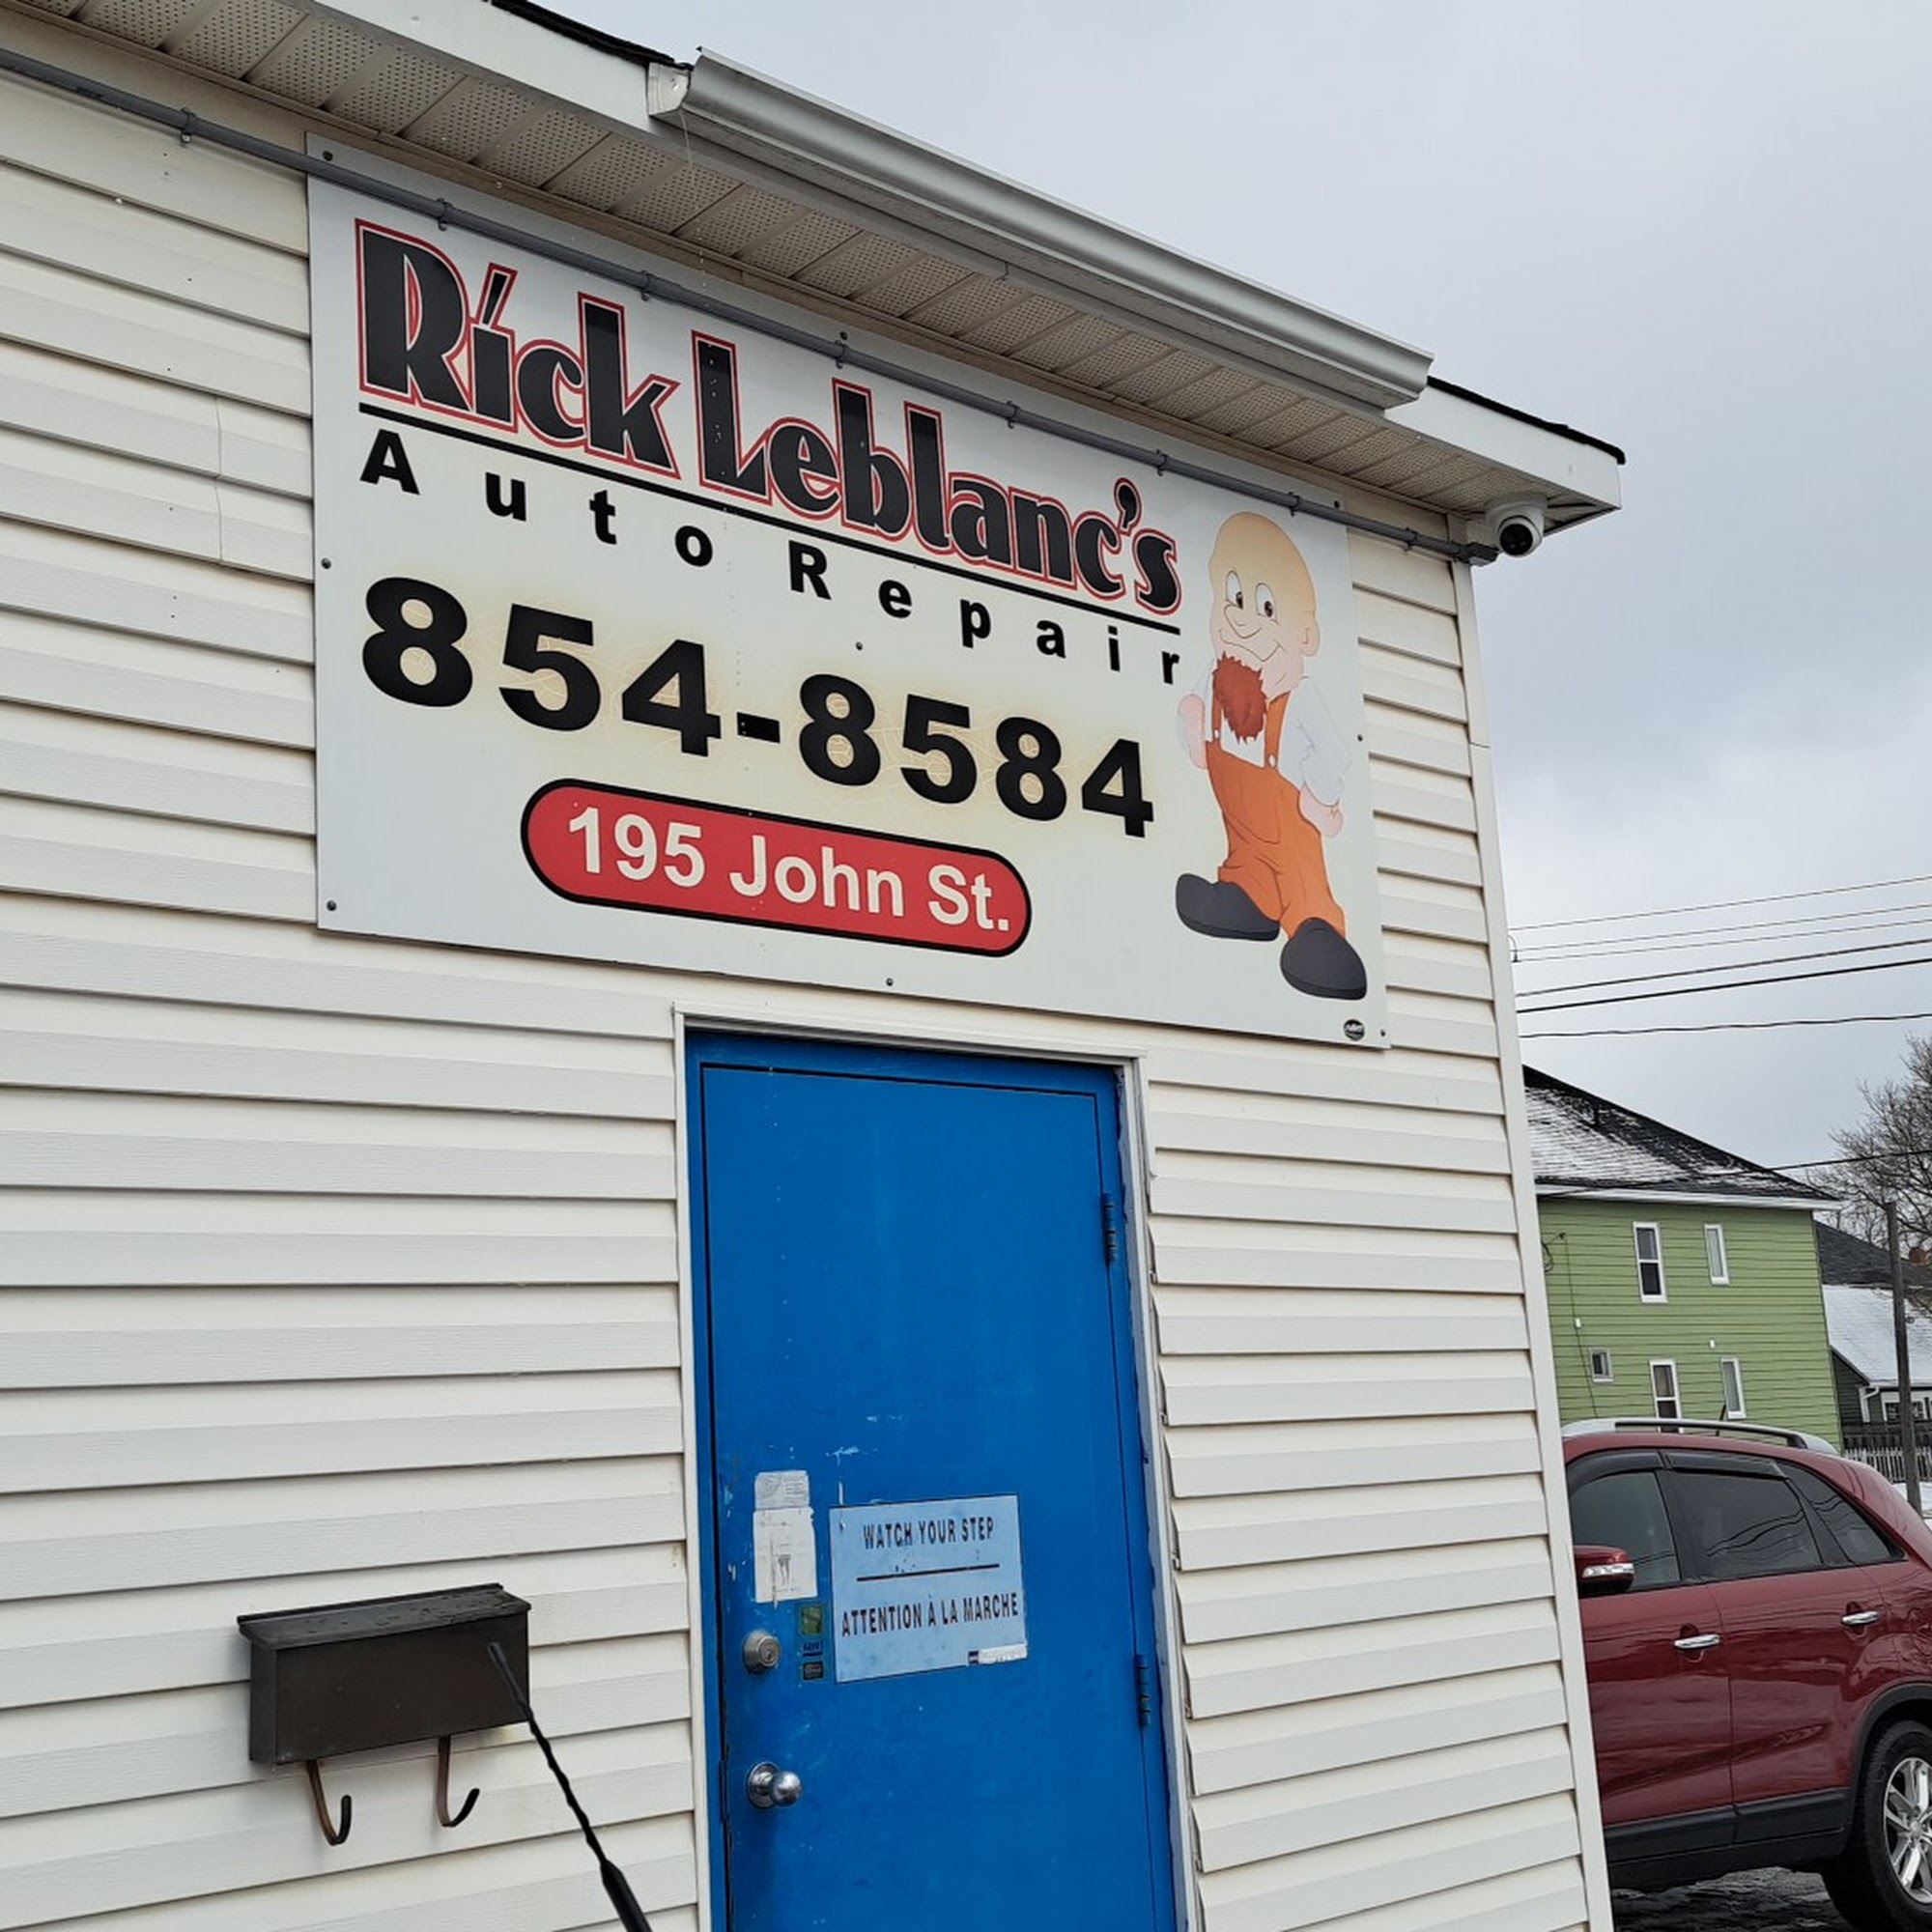 Rick Leblanc's
Auto Repair
854-8584
195 John St.
WATCH YOUR STEP
ATTENTION À LA MARCHE